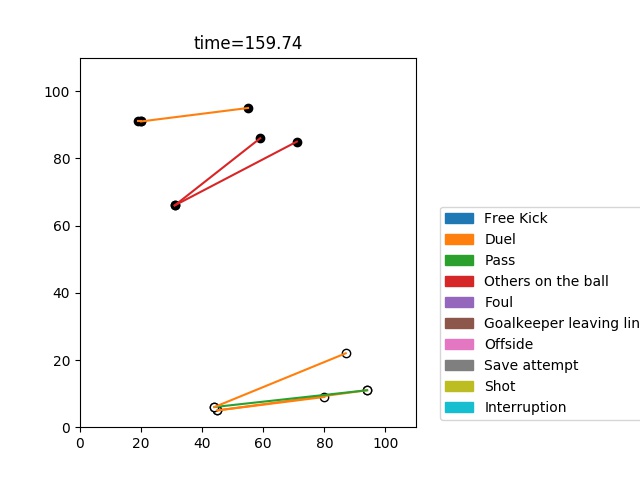 time=159.74
100
80
60
40
20
0
0 20 40 60 80 100
Free Kick
Duel
Pass
Others on the ball
Foul
Goalkeeper leaving lin
Offside
Save attempt
Shot
Interruption